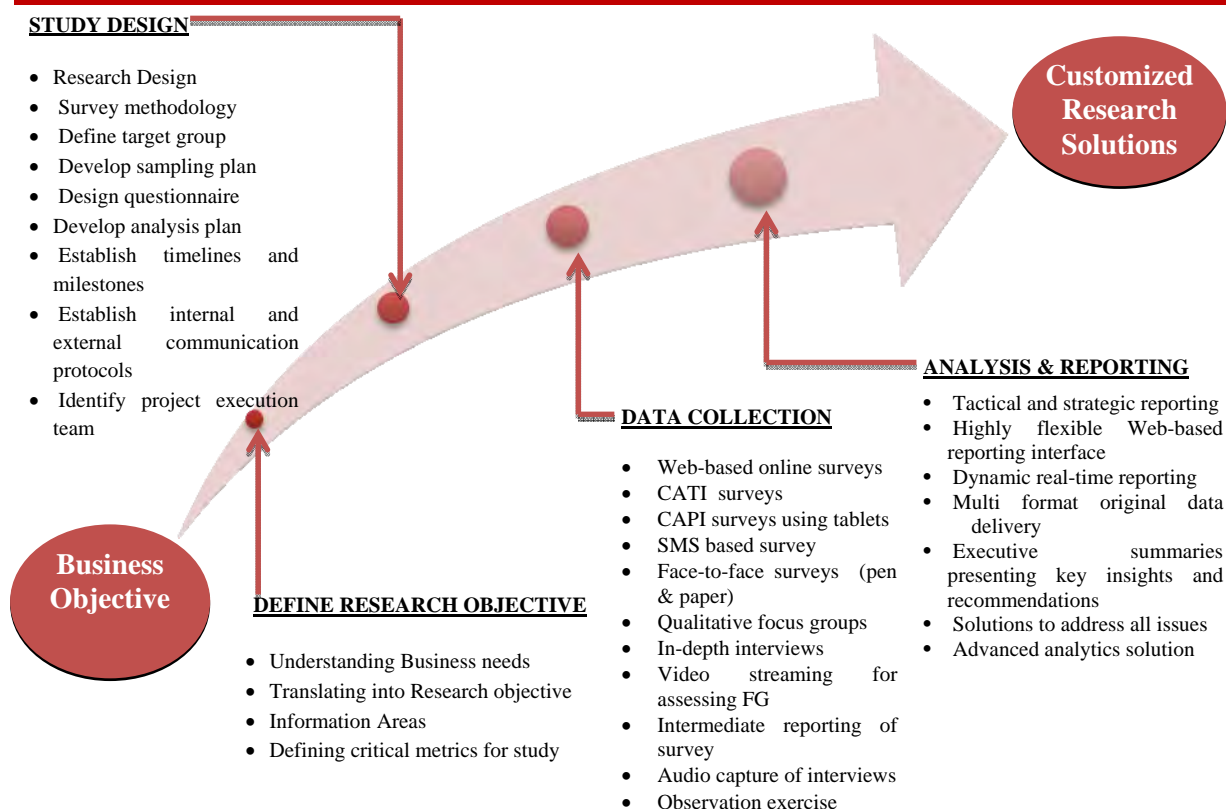 STUDY DESIGN
• Research Design
• Survey methodology
• Define target group
• Develop sampling plan
• Design questionnaire
• Develop analysis plan
• Establish timelines and
milestones
• Establish internal and
external communication
protocols
• Identify project execution
team
Business
Objective
DEFINE RESEARCH OBJECTIVE
• Understanding Business needs
• Translating into Research objective
• Information Areas
• Defining critical metrics for study
DATA COLLECTION
• Web-based online surveys
• CATI surveys
• CAPI surveys using tablets
• SMS based survey
• Face-to-face surveys (pen
& paper)
• Qualitative focus groups
• In-depth interviews
• Video streaming for
assessing FG
• Intermediate reporting of
survey
• Audio capture of interviews
• Observation exercise
ANALYSIS & REPORTING
• Tactical and strategic reporting
• Highly flexible Web-based
reporting interface
• Dynamic real-time reporting
• Multi format original data
delivery
• Executive summaries
presenting key insights and
recommendations
• Solutions to address all issues
• Advanced analytics solution
Customized
Research
Solutions